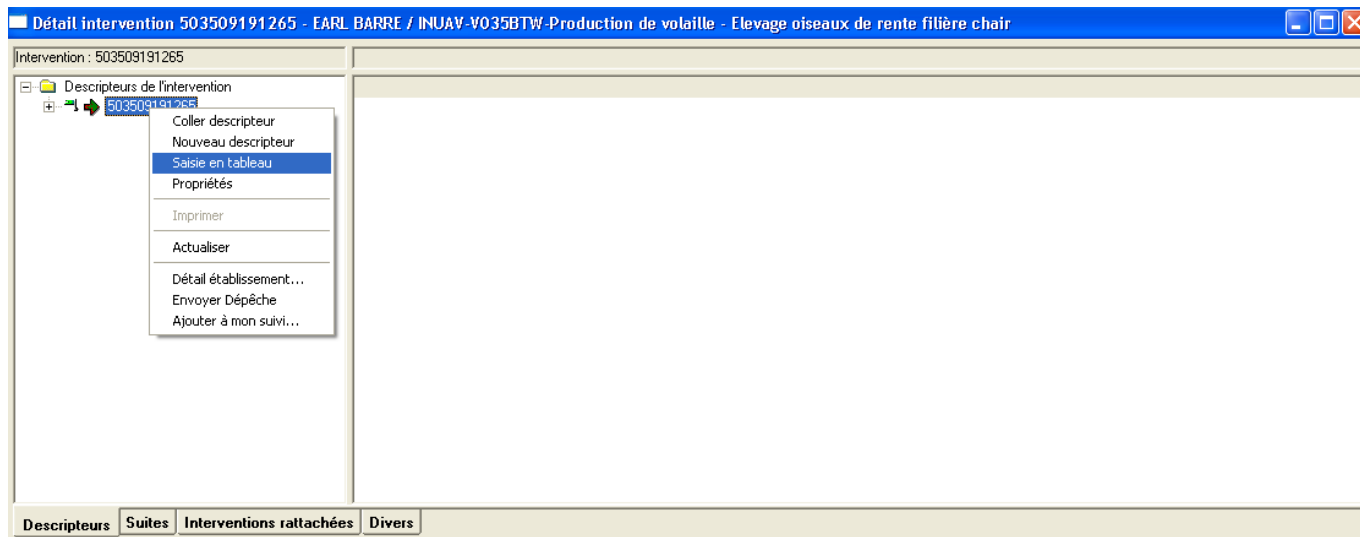 Détail intervention 503509191265 - EARL BARRE / INUAV-V035BTW-Production de volaille - Elevage oiseaux de rente filière chair
Intervention : 503509191265
Descripteurs de l'intervention
503509191265
Coller descripteur
Nouveau descripteur
Saisie en tableau
Propriétés
Imprimer
Actualiser
Détail établissement...
Envoyer Dépêche
Ajouter à mon suivi...
Descripteurs Suites Interventions rattachées Divers